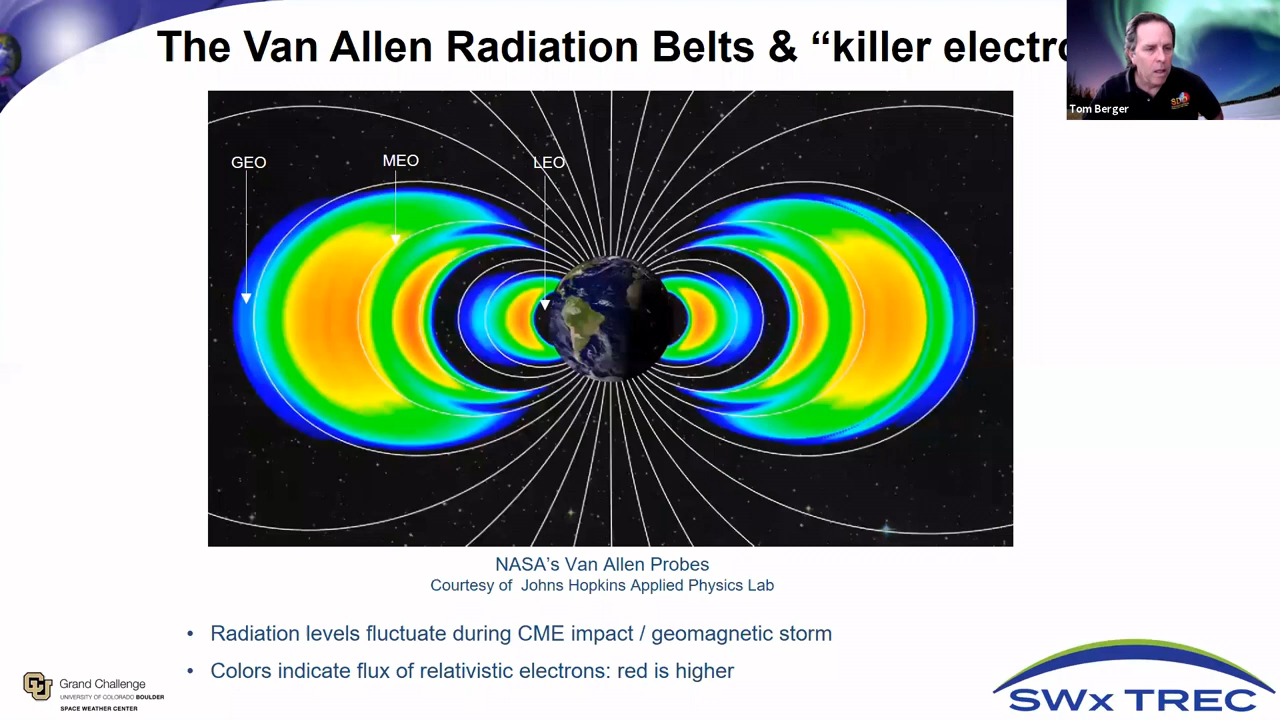 The Van Allen Radiation Belts & “killer electro
Tom Berger
GEO
MEO
LEO
NASA’s Van Allen Probes
Courtesy of Johns Hopkins Applied Physics Lab
• Radiation levels fluctuate during CME impact / geomagnetic storm
• Colors indicate flux of relativistic electrons: red is higher
Grand Challenge
UNIVERSITY OF COLORADO BOULDER
SPACE WEATHER CENTER
SWx TREC